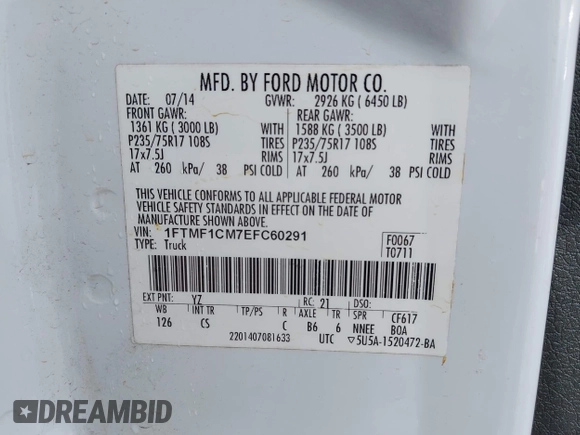 MFD. BY FORD MOTOR CO.
DATE: 07/14 GVWR: 2926 KG ( 6450 LB)
FRONT GAWR: REAR GAWR:
1361 KG ( 3000 LB) WITH 1588 KG ( 3500 LB) WITH
P235/75R17 108S TIRES P235/75R17 108S TIRES
17x7.5J RIMS 17x7.5J RIMS
AT 260 kPa/ 38 PSI COLD AT 260 kPa/ 38 PSI COLD
THIS VEHICLE CONFORMS TO ALL APPLICABLE FEDERAL MOTOR
VEHICLE SAFETY STANDARDS IN EFFECT ON THE DATE OF
MANUFACTURE SHOWN ABOVE.
VIN: 1FTMF1CM7EFC60291 F0067
TYPE: Truck T0711
EXT PNT: YZ RC: 21 DSO:
WB INT TR TP/PS R AXLE TR SPR CF617
126 CS C B6 6 NNEE BOA
2201407081633 UTC ▽5U5A-1520472-BA
DREAMBID